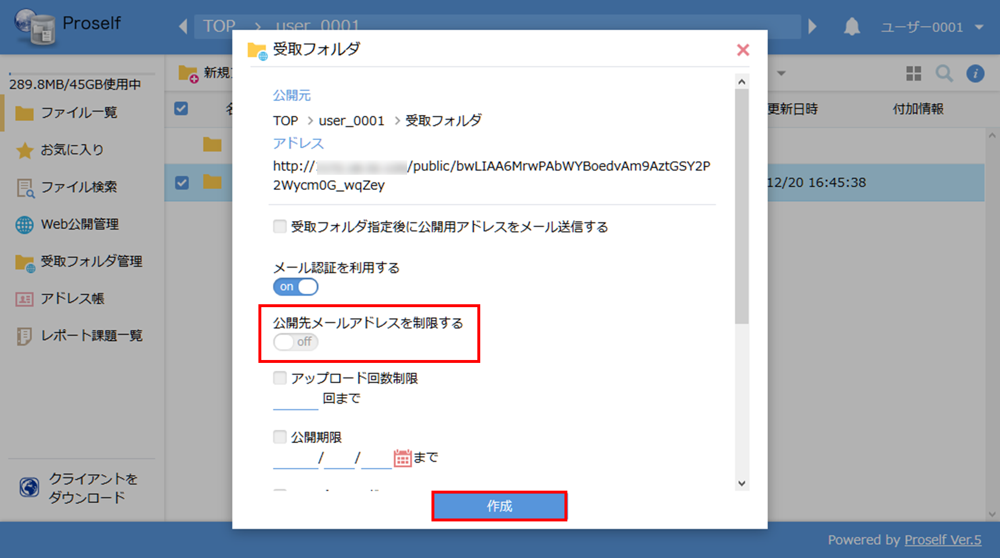 Proself
TOP > user_0001
ユーザー0001
289.8MB/45GB使用中
ファイル一覧
お気に入り
ファイル検索
Web公開管理
受取フォルダ管理
アドレス帳
レポート課題一覧
クライアントを
ダウンロード
新規
更新日時
付加情報
12/20 16:45:38
受取フォルダ
公開元
TOP > user_0001 > 受取フォルダ
アドレス
http:// /public/bwLIAA6MrwPAbWYBoedvAm9AztGSY2P
2Wycm0G_wqZey
受取フォルダ指定後に公開用アドレスをメール送信する
メール認証を利用する
on
公開先メールアドレスを制限する
off
アップロード回数制限
回まで
公開期限
/ / まで
作成
Powered by Proself Ver.5